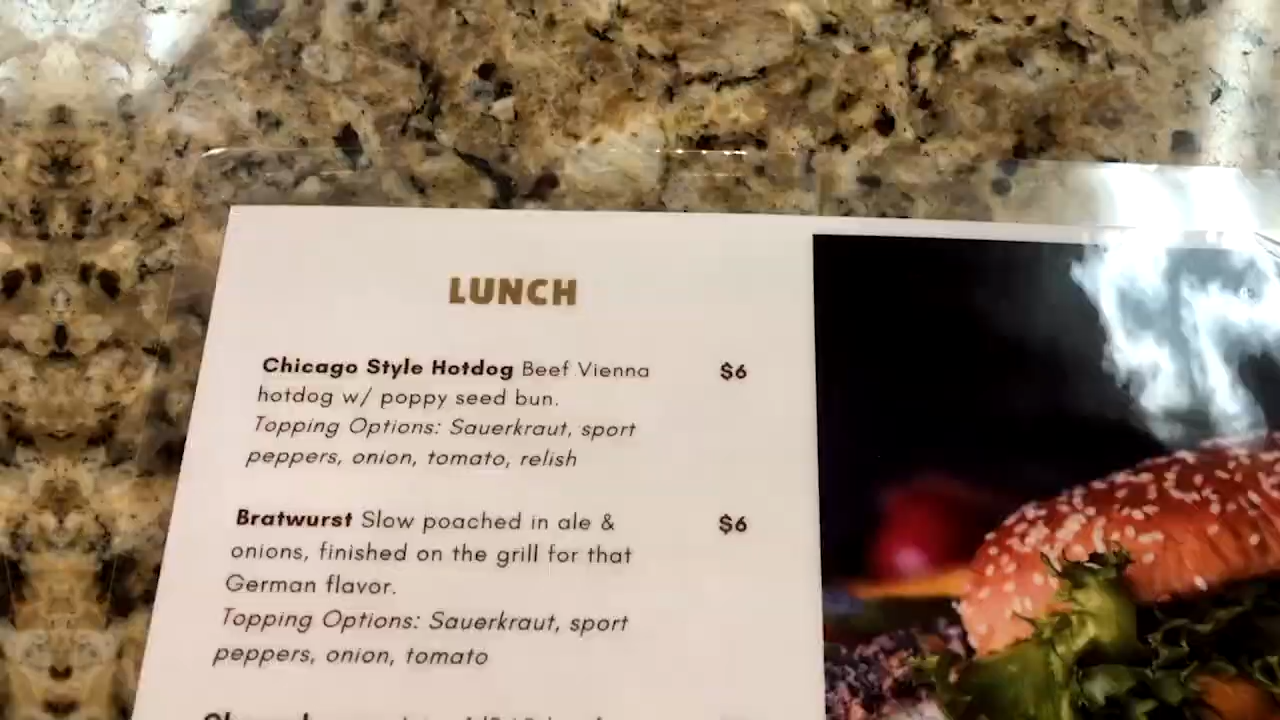 LUNCH
Chicago Style Hotdog Beef Vienna $6
hotdog w/ poppy seed bun.
Topping Options: Sauerkraut, sport
peppers, onion, tomato, relish
Bratwurst Slow poached in ale & $6
onions, finished on the grill for that
German flavor.
Topping Options: Sauerkraut, sport
peppers, onion, tomato